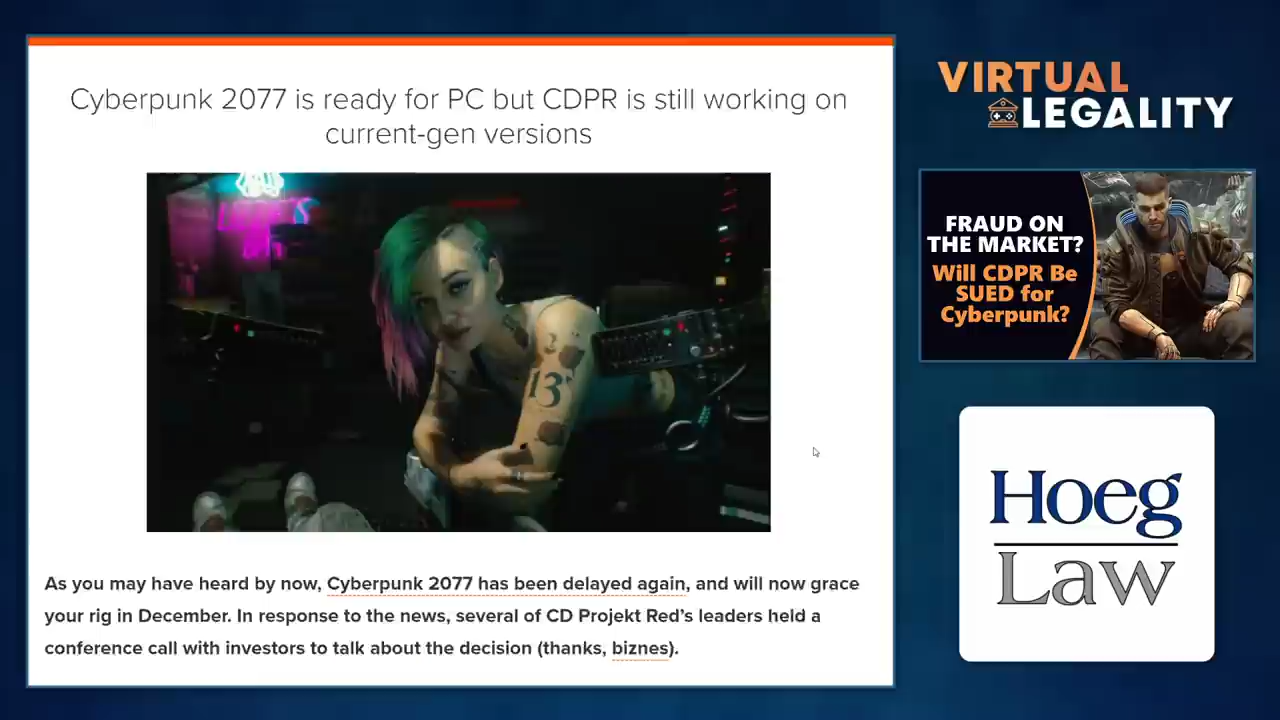 Cyberpunk 2077 is ready for PC but CDPR is still working on
current-gen versions
13
As you may have heard by now, Cyberpunk 2077 has been delayed again, and will now grace
your rig in December. In response to the news, several of CD Projekt Red’s leaders held a
conference call with investors to talk about the decision (thanks, biznes).
VIRTUAL
LEGALITY
FRAUD ON
THE MARKET?
Will CDPR Be
SUED for
Cyberpunk?
Hoeg
Law